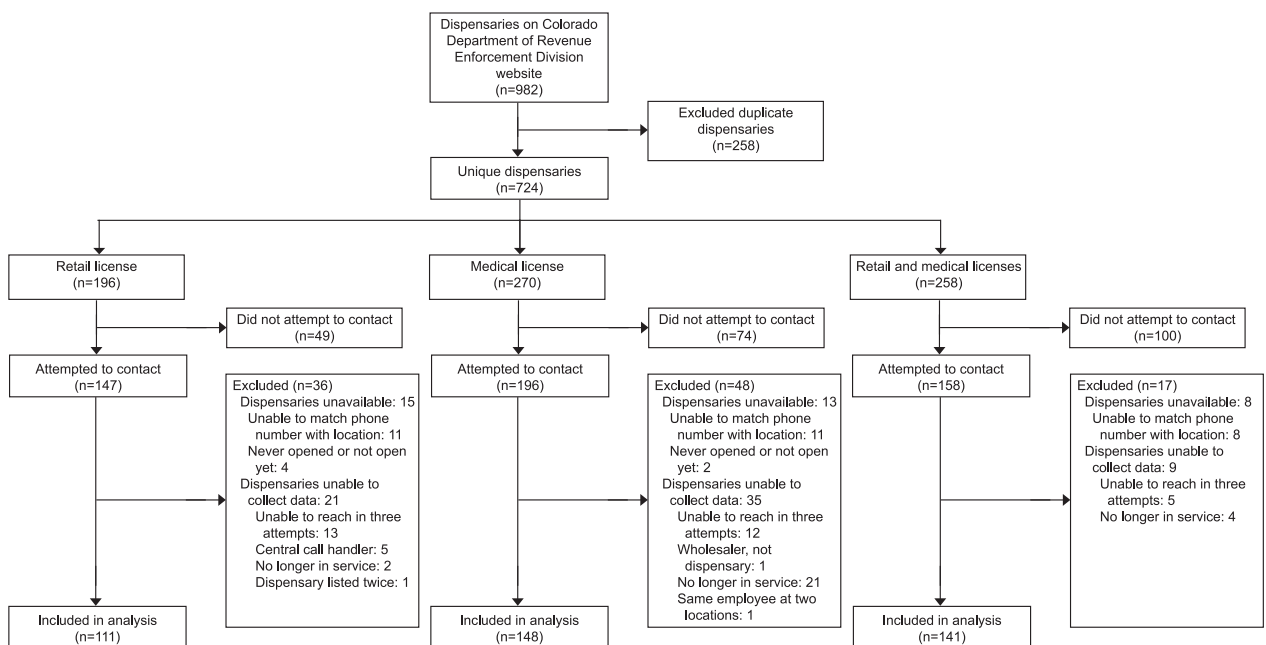 Dispensaries on Colorado
Department of Revenue
Enforcement Division
website
(n=982)
Excluded duplicate
dispensaries
(n=258)
Unique dispensaries
(n=724)
Retail license
(n=196)
Medical license
(n=270)
Retail and medical licenses
(n=258)
Did not attempt to contact
(n=49)
Did not attempt to contact
(n=74)
Did not attempt to contact
(n=100)
Attempted to contact
(n=147)
Attempted to contact
(n=196)
Attempted to contact
(n=158)
Excluded (n=36)
Dispensaries unavailable: 15
Unable to match phone
number with location: 11
Never opened or not open
yet: 4
Dispensaries unable to
collect data: 21
Unable to reach in three
attempts: 13
Central call handler: 5
No longer in service: 2
Dispensary listed twice: 1
Excluded (n=48)
Dispensaries unavailable: 13
Unable to match phone
number with location: 11
Never opened or not open
yet: 2
Dispensaries unable to
collect data: 35
Unable to reach in three
attempts: 12
Wholesaler, not
dispensary: 1
No longer in service: 21
Same employee at two
locations: 1
Excluded (n=17)
Dispensaries unavailable: 8
Unable to match phone
number with location: 8
Dispensaries unable to
collect data: 9
Unable to reach in three
attempts: 5
No longer in service: 4
Included in analysis
(n=111)
Included in analysis
(n=148)
Included in analysis
(n=141)